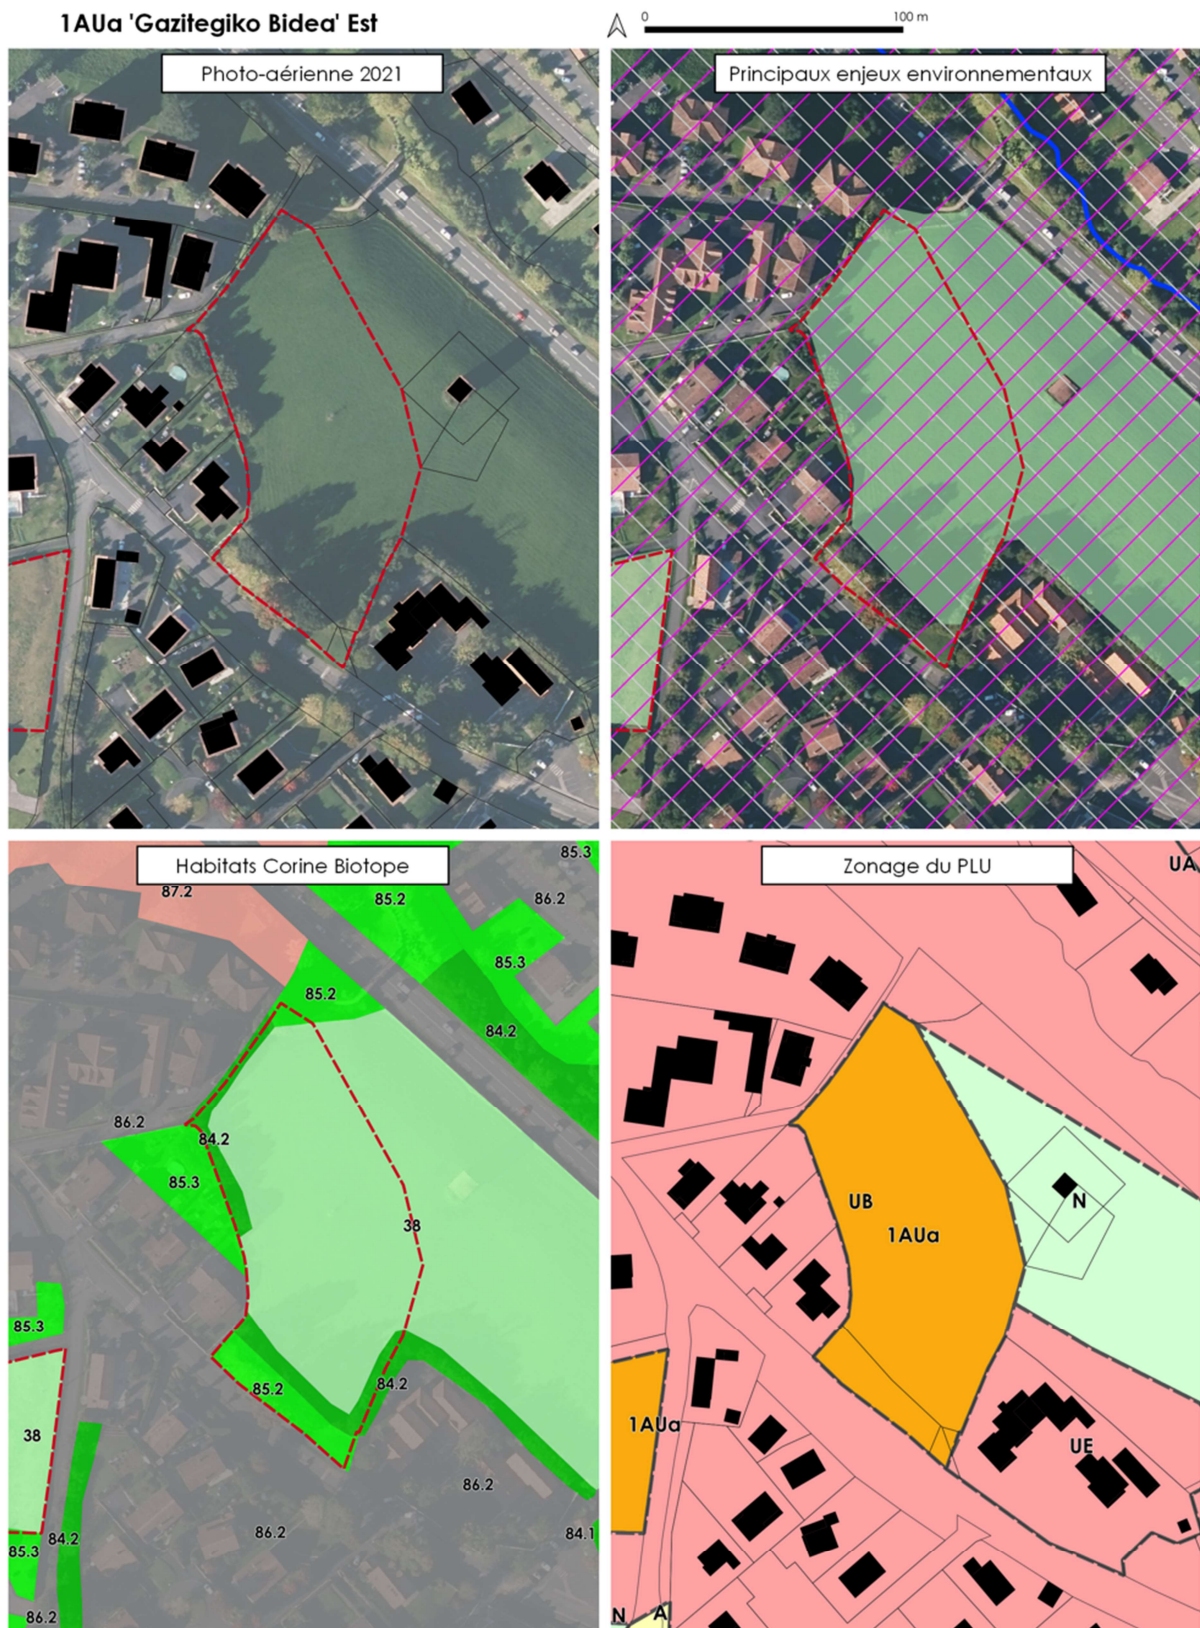 1AUa 'Gazitegiko Bidea' Est
0
100 m
Photo-aérienne 2021
Principaux enjeux environnementaux
Habitats Corine Biotope
85.3
87.2
85.2
86.2
85.3
85.2
84.2
86.2
84.2
85.3
38
85.3
85.2
84.2
38
86.2
86.2
84.1
84.2
85.3
86.2
Zonage du PLU
UA
N
UB
1AUa
1AUa
UE
N
A